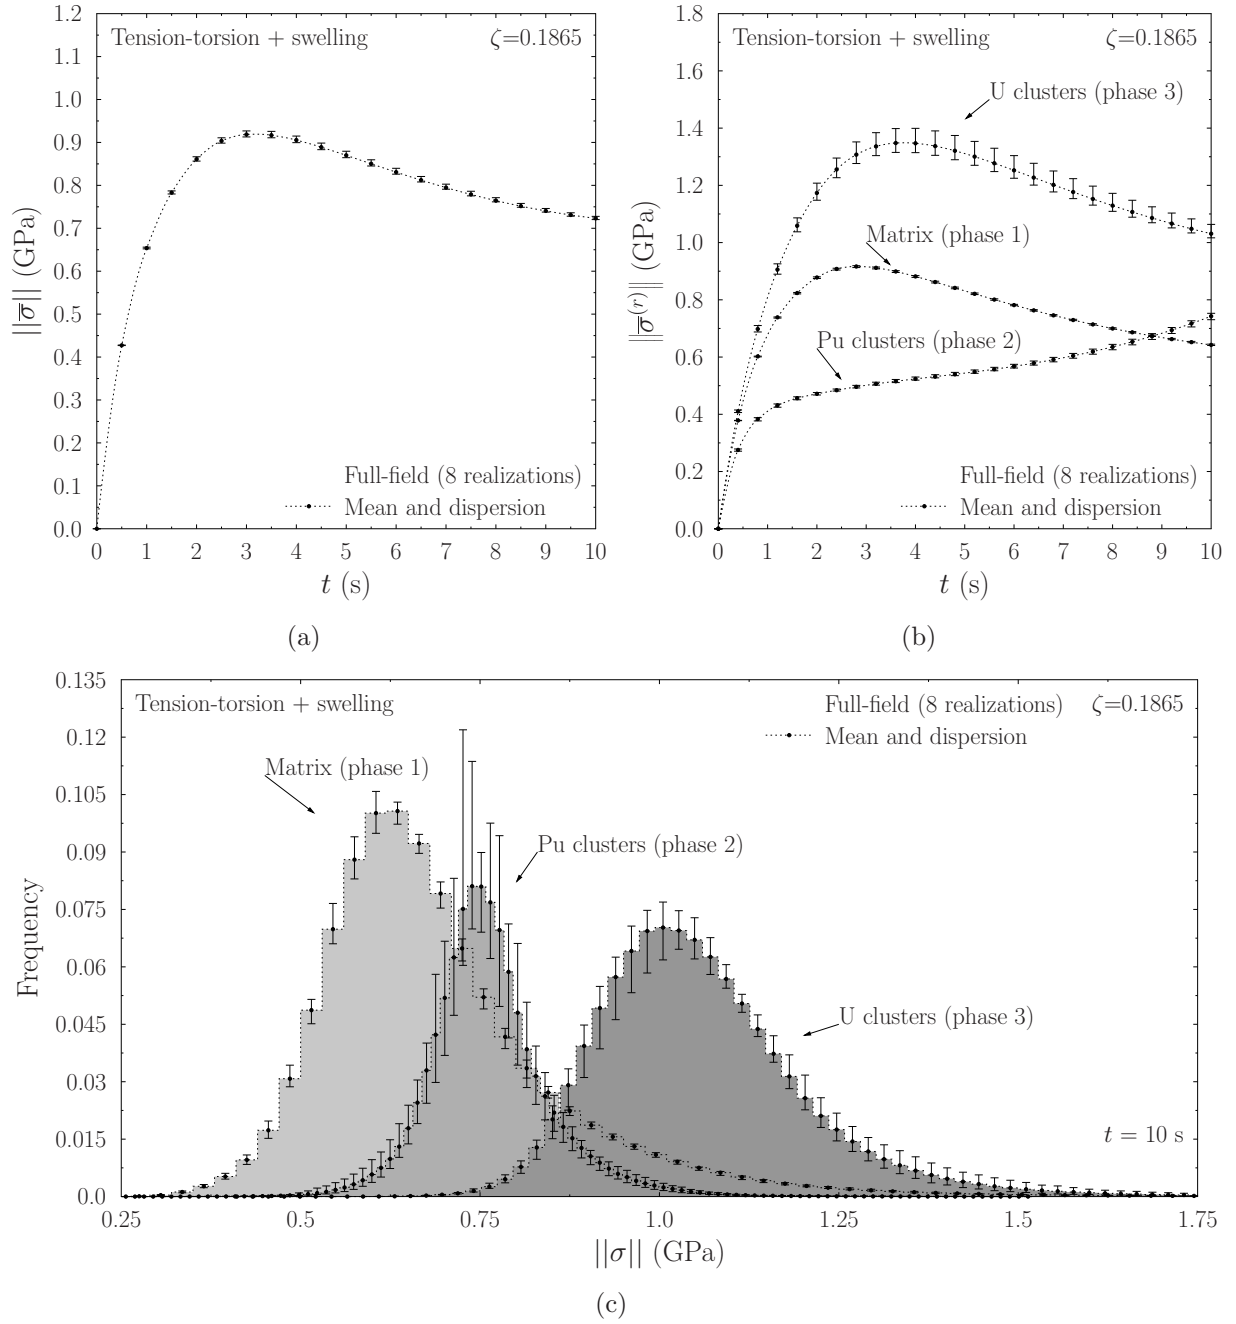 Tension-torsion + swelling ζ=0.1865
1.2
1.1
1.0
0.9
0.8
0.7
0.6
0.5
0.4
0.3
0.2
0.1
0.0
||σ̿|| (GPa)
Full-field (8 realizations)
Mean and dispersion
0 1 2 3 4 5 6 7 8 9 10
t (s)
(a)
Tension-torsion + swelling ζ=0.1865
1.8
1.6
1.4
1.2
1.0
0.8
0.6
0.4
0.2
0.0
||σ̿^(r)|| (GPa)
U clusters (phase 3)
Matrix (phase 1)
Pu clusters (phase 2)
Full-field (8 realizations)
Mean and dispersion
0 1 2 3 4 5 6 7 8 9 10
t (s)
(b)
Tension-torsion + swelling
Full-field (8 realizations) ζ=0.1865
Mean and dispersion
0.135
0.12
0.105
0.09
0.075
0.06
0.045
0.03
0.015
0.0
Frequency
Matrix (phase 1)
Pu clusters (phase 2)
U clusters (phase 3)
t = 10 s
0.25 0.5 0.75 1.0 1.25 1.5 1.75
||σ|| (GPa)
(c)